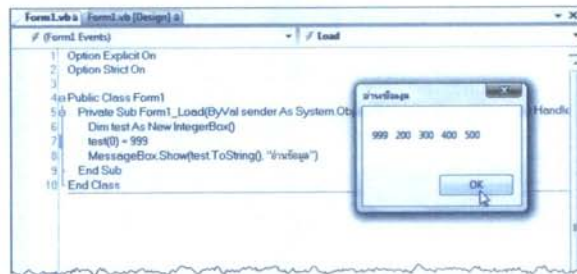 Form1.vb Form1.vb [Design]
(Form1 Events) Load
1 Option Explicit On
2 Option Strict On
3
4 Public Class Form1
5 Private Sub Form1_Load(ByVal sender As System.Obj Handle
6 Dim test As New IntegerBox()
7 test(0) = 999
8 MessageBox.Show(test.ToString(), "อ่านข้อมูล")
9 End Sub
10 End Class
อ่านข้อมูล
999 200 300 400 500
OK